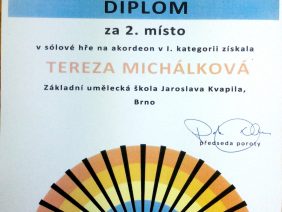 DIPLOM
za 2. místo
v sólové hře na akordeon v I. kategorii získala
TEREZA MICHÁLKOVÁ
Základní umělecká škola Jaroslava Kvapila,
Brno
předseda poroty